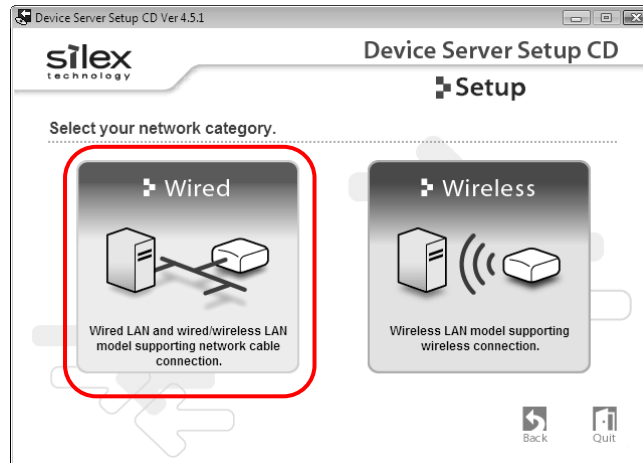 Device Server Setup CD Ver 4.5.1
silex
technology
Device Server Setup CD
Setup
Select your network category.
Wired
Wired LAN and wired/wireless LAN
model supporting network cable
connection.
Wireless
Wireless LAN model supporting
wireless connection.
Back
Quit